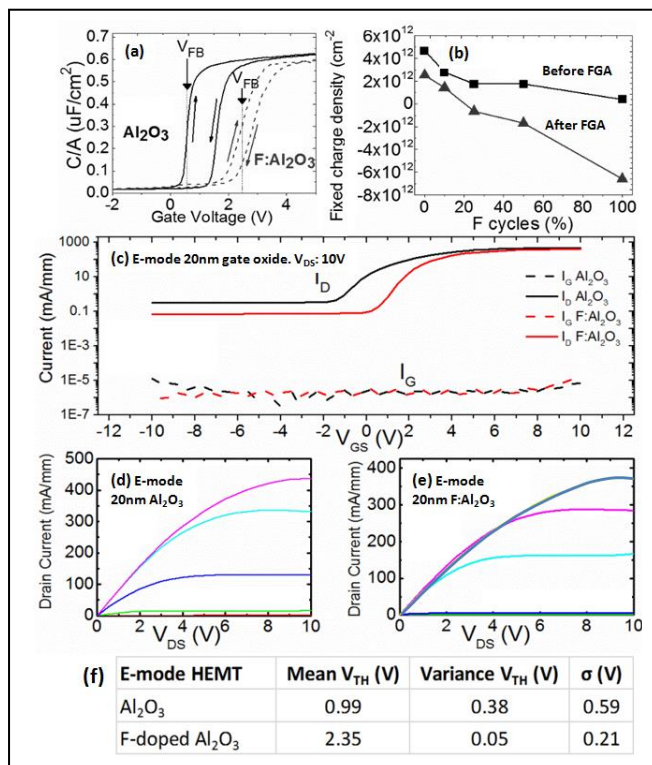 (a)
V_FB
V_FB
Al₂O₃
F:Al₂O₃
C/A (uF/cm²)
0.7
0.6
0.5
0.4
0.3
0.2
0.1
0.0
-2 0 2 4
Gate Voltage (V)
(b)
Before FGA
After FGA
Fixed charge density (cm⁻²
6x10¹²
4x10¹²
2x10¹²
0
-2x10¹²
-4x10¹²
-6x10¹²
-8x10¹²
0 20 40 60 80 100
F cycles (%)
(c) E-mode 20nm gate oxide. V_DS: 10V
I_D
I_G Al₂O₃
I_D Al₂O₃
I_G F:Al₂O₃
I_D F:Al₂O₃
I_G
Current (mA/mm)
1000
10
0.1
1E-3
1E-5
1E-7
-12 -10 -8 -6 -4 -2 0 2 4 6 8 10 12
V_GS (V)
(d) E-mode
20nm Al₂O₃
Drain Current (mA/mm)
500
400
300
200
100
0
0 2 4 6 8 10
V_DS (V)
(e) E-mode
20nm F:Al₂O₃
Drain Current (mA/mm)
400
300
200
100
0
0 2 4 6 8 10
V_DS (V)
(f)
E-mode HEMT Mean V_TH (V) Variance V_TH (V) σ (V)
Al₂O₃ 0.99 0.38 0.59
F-doped Al₂O₃ 2.35 0.05 0.21